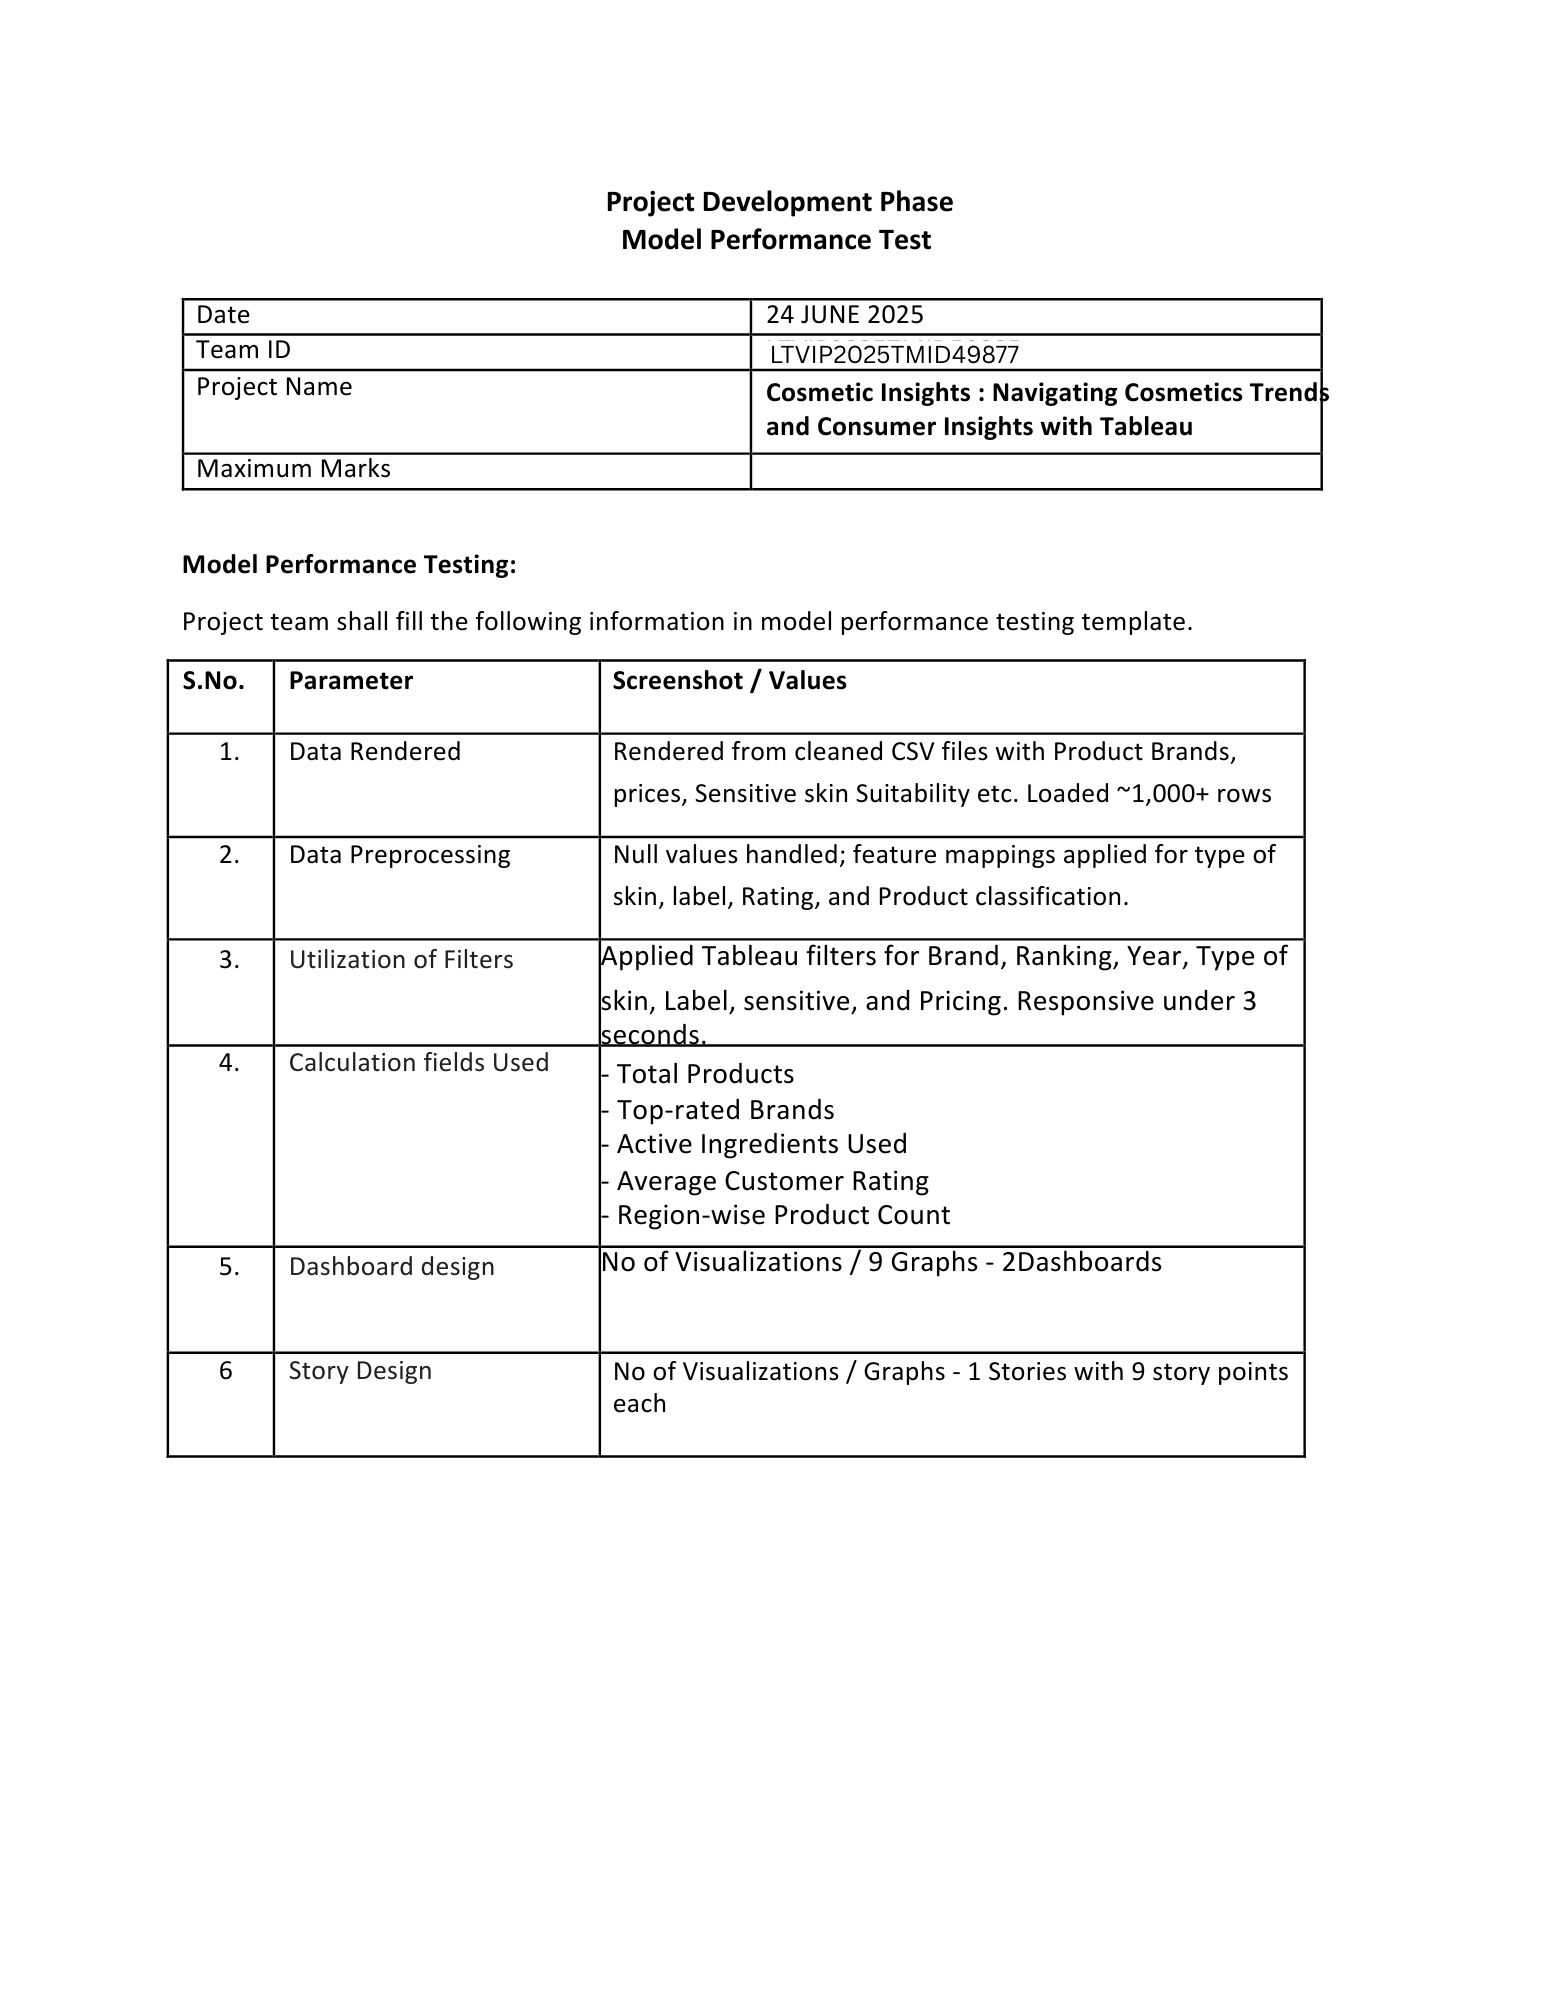 Project Development Phase
Model Performance Test
Date
24 JUNE 2025
Team ID
LTVIP2025TMID49877
Project Name
Cosmetic Insights : Navigating Cosmetics Trends
and Consumer Insights with Tableau
Maximum Marks
Model Performance Testing:
Project team shall fill the following information in model performance testing template.
S.No.
Parameter
Screenshot / Values
1.
Data Rendered
Rendered from cleaned CSV files with Product Brands,
prices, Sensitive skin Suitability etc. Loaded ~1,000+ rows
2.
Data Preprocessing
Null values handled; feature mappings applied for type of
skin, label, Rating, and Product classification.
3.
Utilization of Filters
Applied Tableau filters for Brand, Ranking, Year, Type of
skin, Label, sensitive, and Pricing. Responsive under 3
seconds.
4.
Calculation fields Used
- Total Products
- Top-rated Brands
- Active Ingredients Used
- Average Customer Rating
- Region-wise Product Count
5.
Dashboard design
No of Visualizations / 9 Graphs - 2Dashboards
6
Story Design
No of Visualizations / Graphs - 1 Stories with 9 story points
each